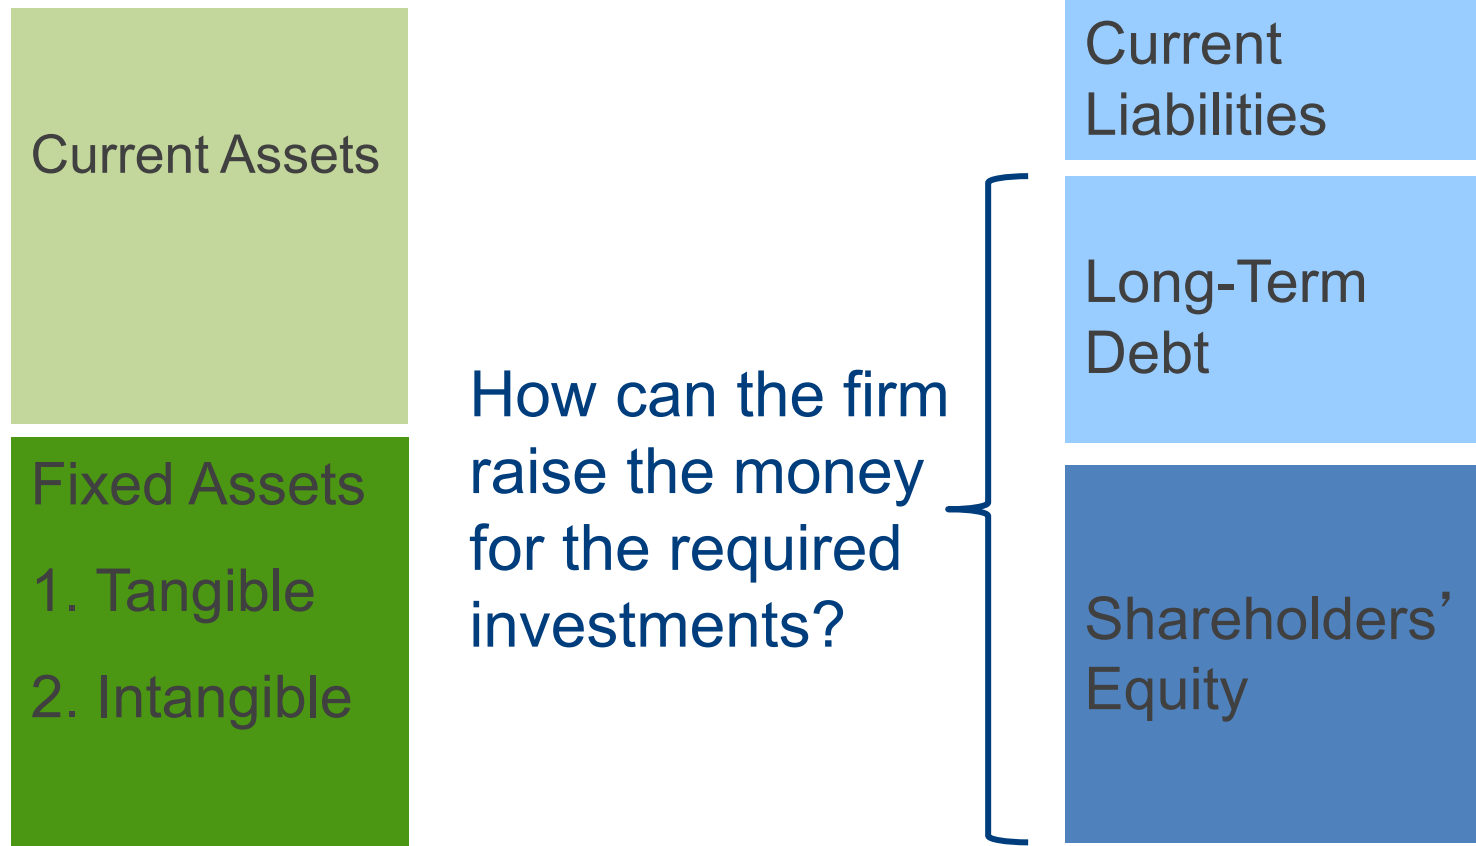 Current Assets
Fixed Assets
1. Tangible
2. Intangible
How can the firm
raise the money
for the required
investments?
Current
Liabilities
Long-Term
Debt
Shareholders’
Equity